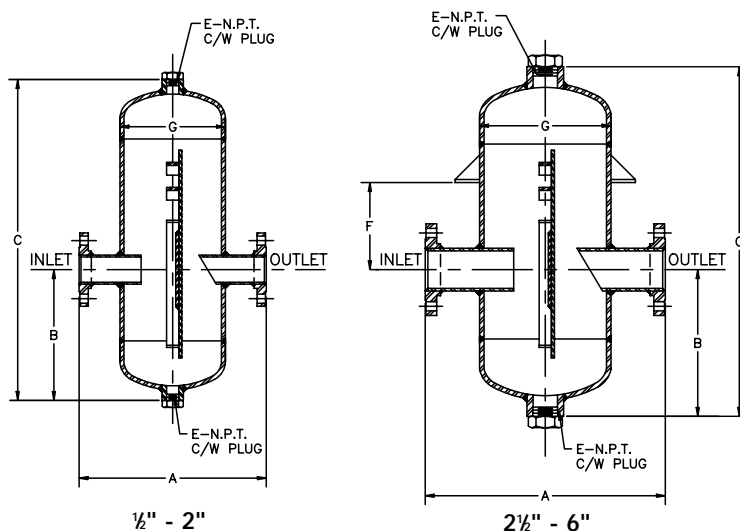 E-N.P.T.
C/W PLUG
G
C
INLET
OUTLET
B
E-N.P.T.
C/W PLUG
A
½" - 2"
E-N.P.T.
C/W PLUG
G
F
C
INLET
OUTLET
B
E-N.P.T.
C/W PLUG
A
2½" - 6"